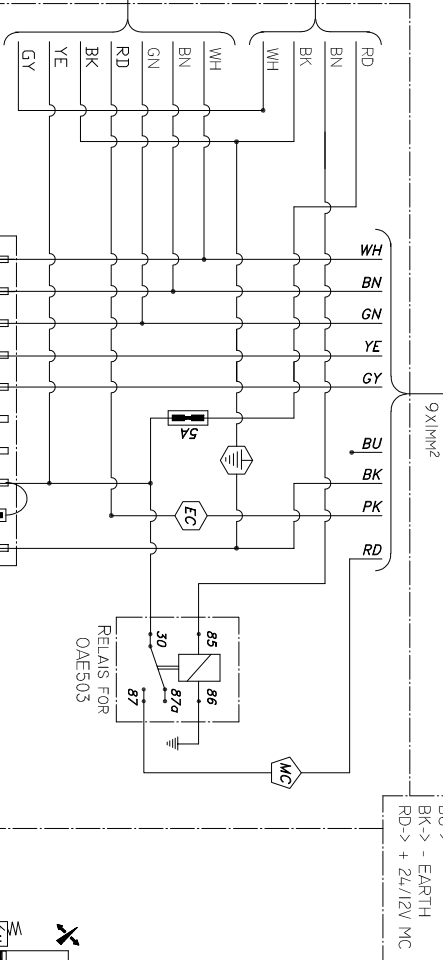 GY
YE
BK
RD
GN
BN
WH
WH
BK
BN
RD
WH
BN
GN
YE
GY
BU
BK
PK
RD
9X1MM²
5A
EC
30
85
87
87a
86
RELAIS FOR
OAE503
MC
BK-> - EARTH
RD-> + 24/12V MC